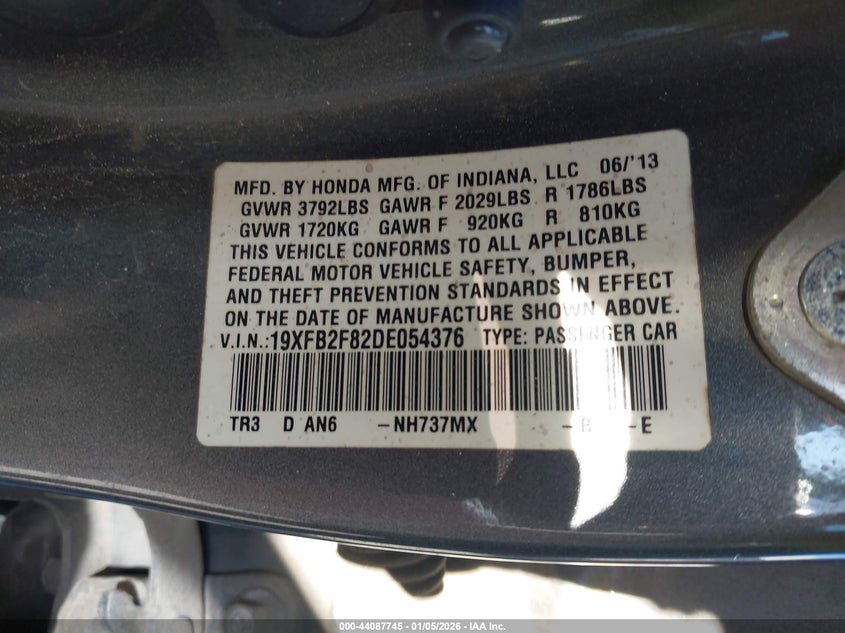 MFD. BY HONDA MFG. OF INDIANA, LLC 06/'13
GVWR 3792LBS GAWR F 2029LBS R 1786LBS
GVWR 1720KG GAWR F 920KG R 810KG
THIS VEHICLE CONFORMS TO ALL APPLICABLE
FEDERAL MOTOR VEHICLE SAFETY, BUMPER,
AND THEFT PREVENTION STANDARDS IN EFFECT
ON THE DATE OF MANUFACTURE SHOWN ABOVE.
V.I.N.:19XFB2F82DE054376 TYPE: PASSENGER CAR
TR3 D AN6 -NH737MX -B -E
000-44087745 - 01/05/2026 - IAA Inc.